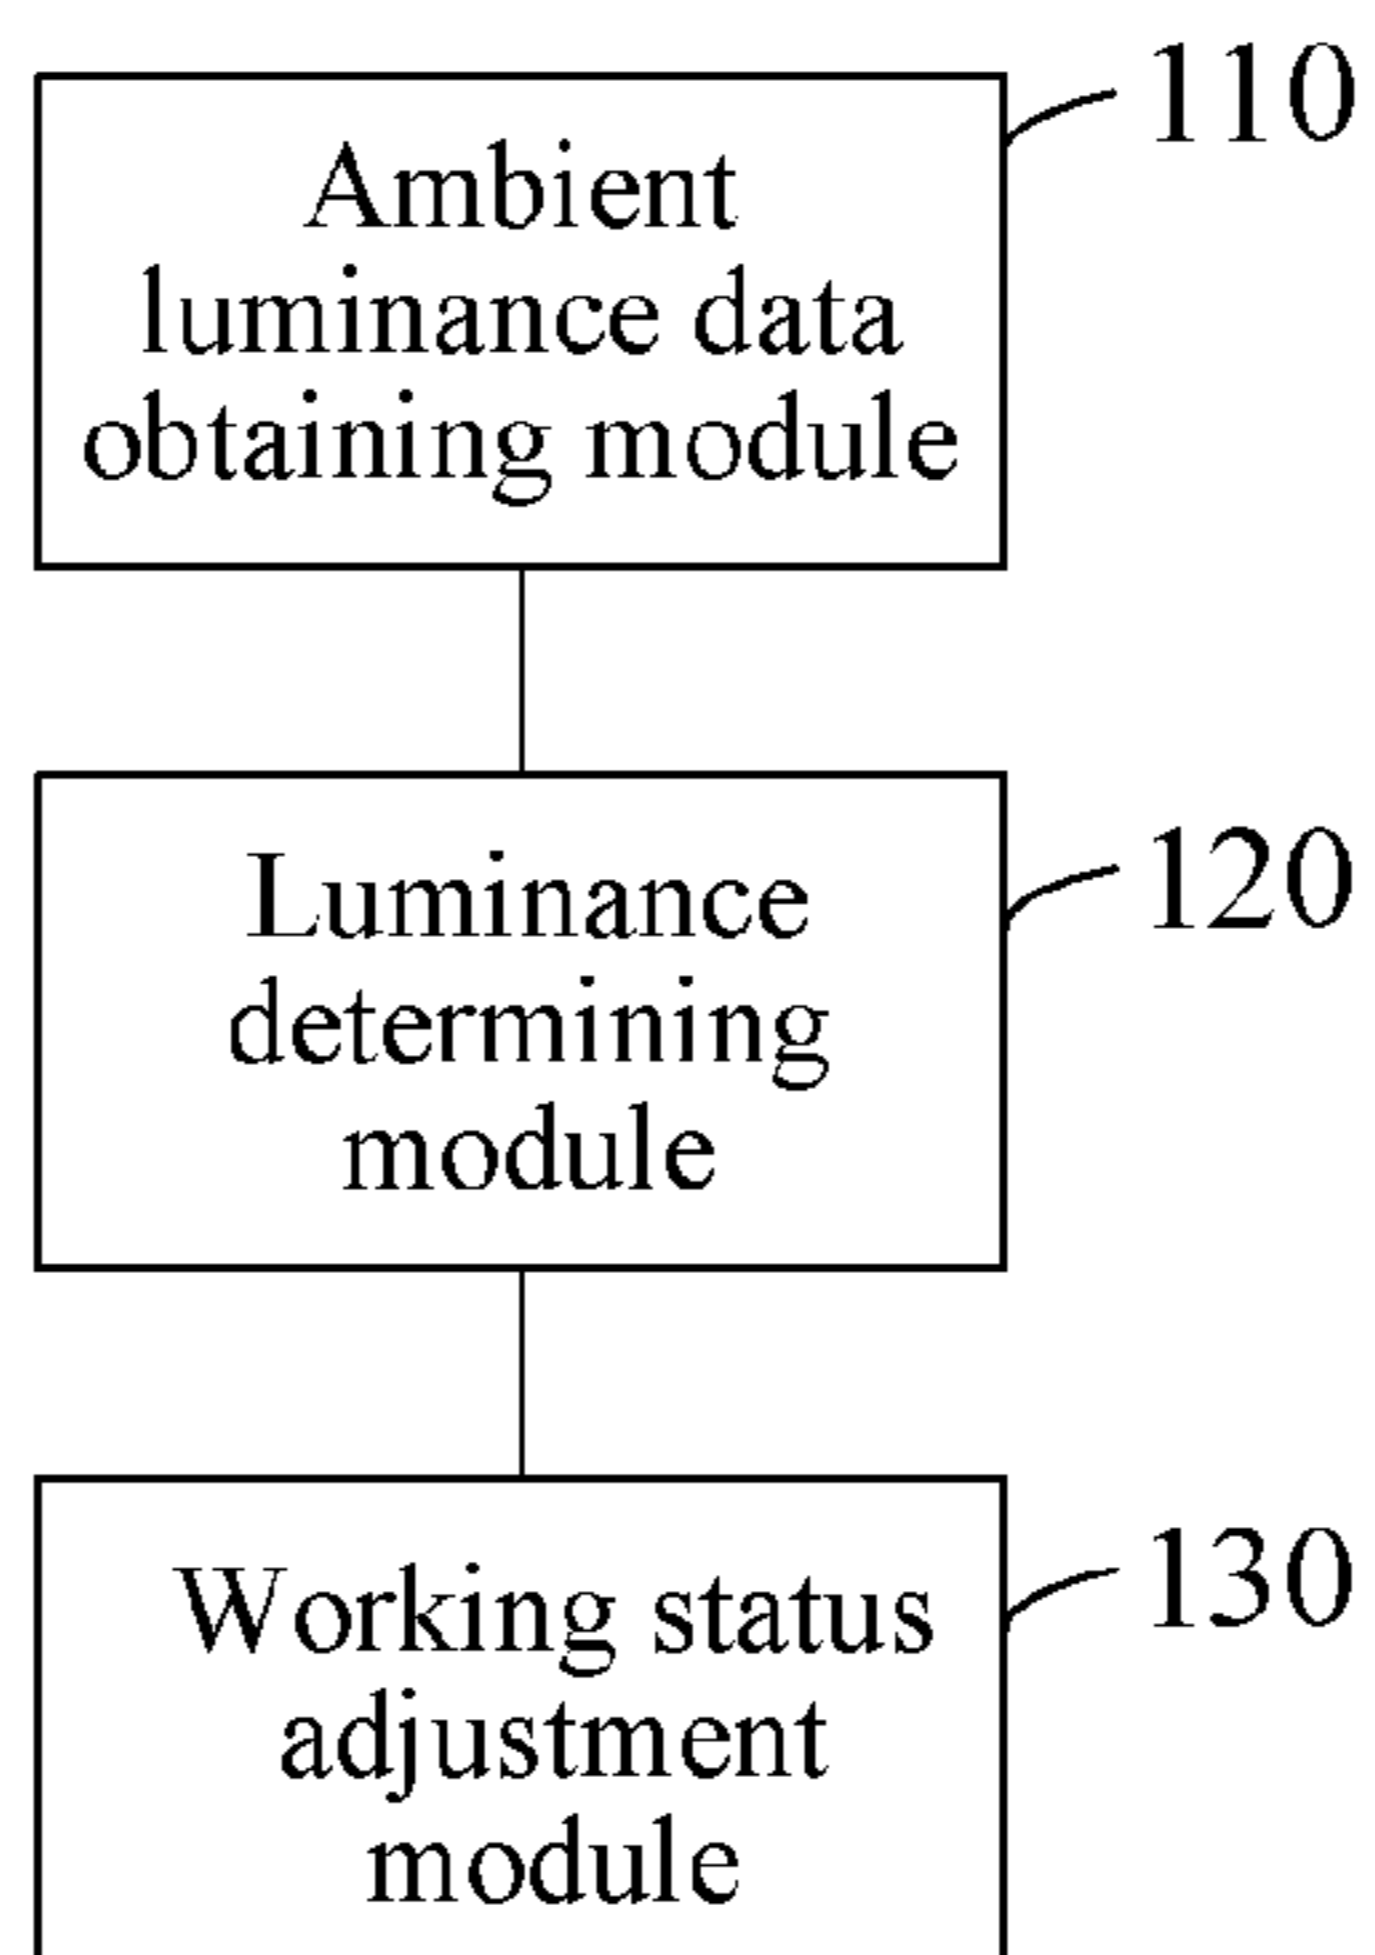 110
Ambient
luminance data
obtaining module
120
Luminance
determining
module
130
Working status
adjustment
module